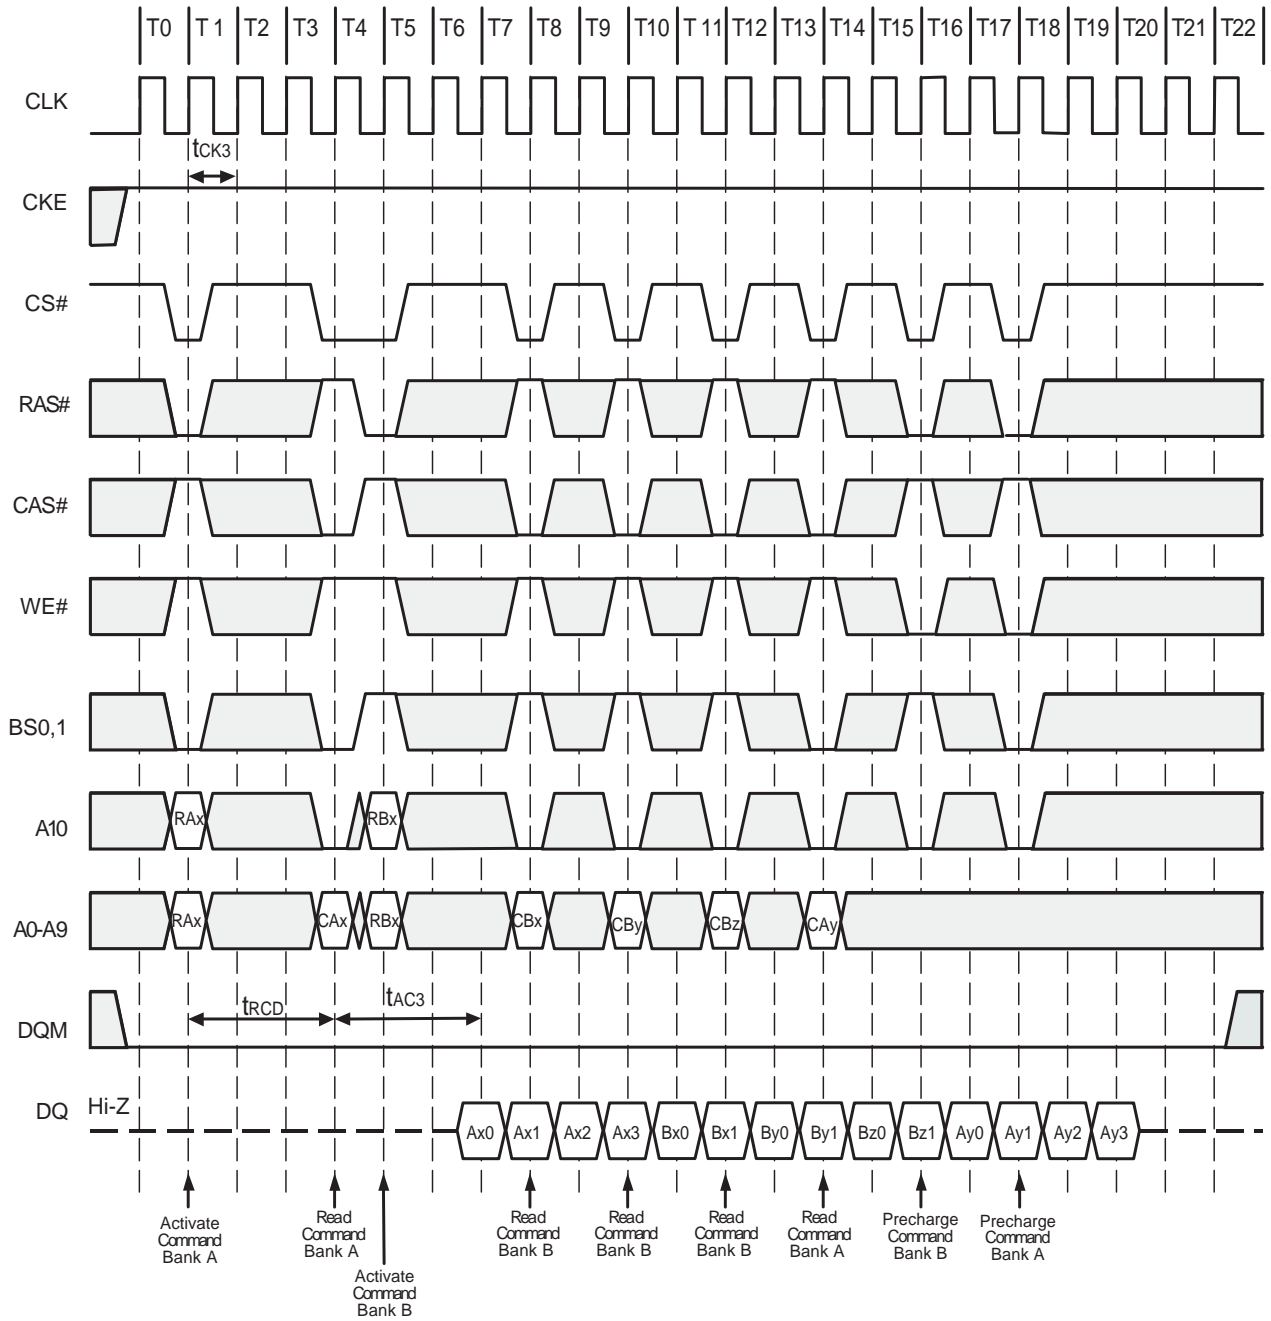 T0 T 1 T2 T3 T4 T5 T6 T7 T8 T9 T10 T 11 T12 T13 T14 T15 T16 T17 T18 T19 T20 T21 T22
CLK
tCK3
CKE
CS#
RAS#
CAS#
WE#
BS0,1
A10 RAx RBx
A0-A9 RAx CAx RBx CBx CBy CBz CAy
tRCD tAC3
DQM
DQ Hi-Z Ax0 Ax1 Ax2 Ax3 Bx0 Bx1 By0 By1 Bz0 Bz1 Ay0 Ay1 Ay2 Ay3
Activate
Command
Bank A
Read
Command
Bank A
Activate
Command
Bank B
Read
Command
Bank B
Read
Command
Bank B
Read
Command
Bank B
Read
Command
Bank A
Precharge
Command
Bank B
Precharge
Command
Bank A